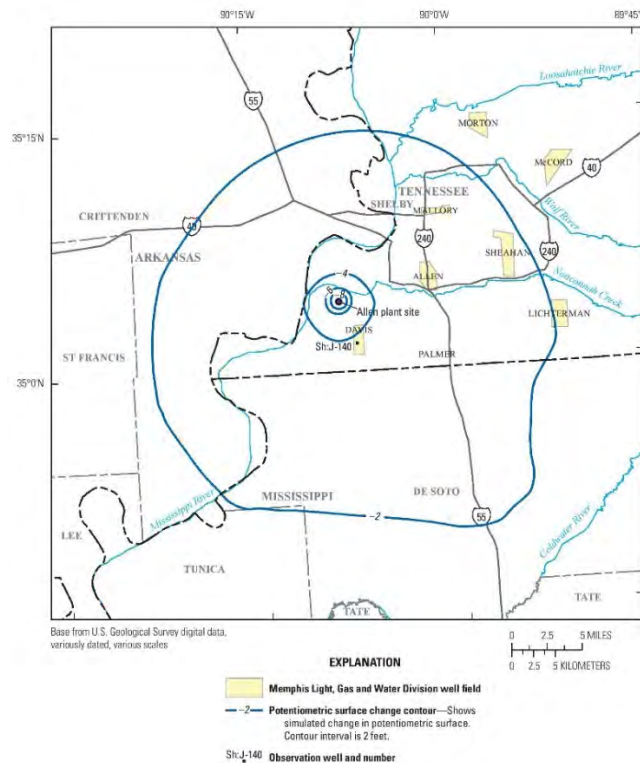 90°15'W
90°0'W
89°45'
Loosahatchie River
55
35°15'
MORTON
McCORD
40
TENNESSEE
SHELBY
MALLORY
Wolf River
CRITTENDEN
40
240
SHEAHAN
240
ARKANSAS
ALLEN
Nonconnah Creek
–4
–6
–8
Allen plant site
LICHTERMAN
DAVIS
Sh:J-140
PALMER
ST FRANCIS
35°0'
MISSISSIPPI
DE SOTO
Mississippi River
–2
55
Coldwater River
LEE
TUNICA
TATE
TATE
Base from U.S. Geological Survey digital data,
variously dated, various scales
0 2.5 5 MILES
0 2.5 5 KILOMETERS
EXPLANATION
Memphis Light, Gas and Water Division well field
–2 Potentiometric surface change contour—Shows
simulated change in potentiometric surface.
Contour interval is 2 feet.
Sh:J-140 Observation well and number